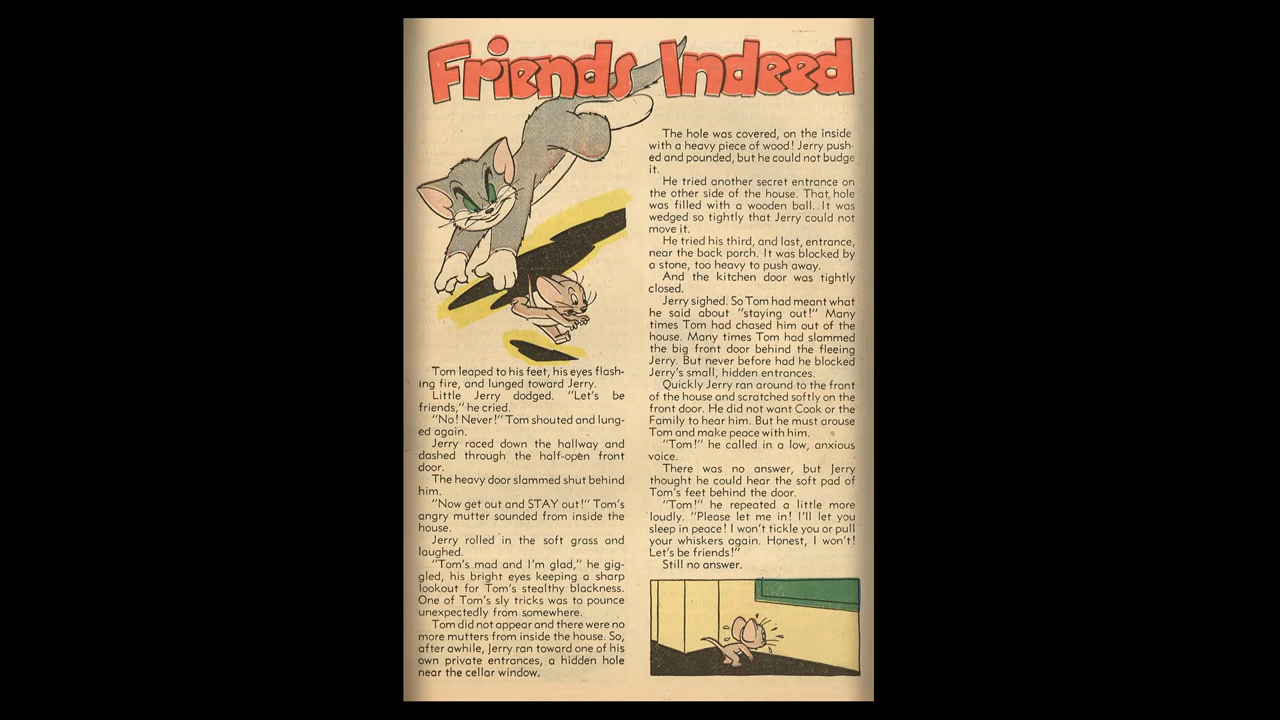 Friends Indeed
Tom leaped to his feet, his eyes flash-
ing fire, and lunged toward Jerry.
Little Jerry dodged. "Let's be
friends," he cried.
"No! Never!" Tom shouted and lung-
ed again.
Jerry raced down the hallway and
dashed through the half-open front
door.
The heavy door slammed shut behind
him.
"Now get out and STAY out!" Tom's
angry mutter sounded from inside the
house.
Jerry rolled in the soft grass and
laughed.
"Tom's mad and I'm glad," he gig-
gled, his bright eyes keeping a sharp
lookout for Tom's stealthy blackness.
One of Tom's sly tricks was to pounce
unexpectedly from somewhere.
Tom did not appear and there were no
more mutters from inside the house. So,
after awhile, Jerry ran toward one of his
own private entrances, a hidden hole
near the cellar window.
The hole was covered, on the inside
with a heavy piece of wood! Jerry push-
ed and pounded, but he could not budge
it.
He tried another secret entrance on
the other side of the house. That hole
was filled with a wooden ball. It was
wedged so tightly that Jerry could not
move it.
He tried his third, and last, entrance,
near the back porch. It was blocked by
a stone, too heavy to push away.
And the kitchen door was tightly
closed.
Jerry sighed. So Tom had meant what
he said about "staying out!" Many
times Tom had chased him out of the
house. Many times Tom had slammed
the big front door behind the fleeing
Jerry. But never before had he blocked
Jerry's small, hidden entrances.
Quickly Jerry ran around to the front
of the house and scratched softly on the
front door. He did not want Cook or the
Family to hear him. But he must arouse
Tom and make peace with him.
"Tom!" he called in a low, anxious
voice.
There was no answer, but Jerry
thought he could hear the soft pad of
Tom's feet behind the door.
"Tom!" he repeated a little more
loudly. "Please let me in! I'll let you
sleep in peace! I won't tickle you or pull
your whiskers again. Honest, I won't!
Let's be friends!"
Still no answer.